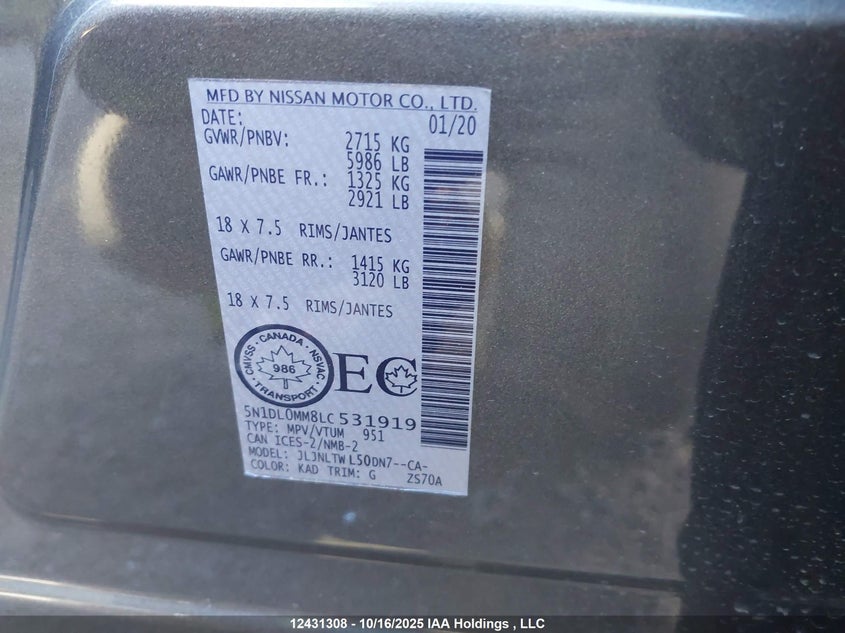 MFD BY NISSAN MOTOR CO., LTD.
DATE: 01/20
GVWR/PNBV: 2715 KG
5986 LB
GAWR/PNBE FR.: 1325 KG
2921 LB
18 X 7.5 RIMS/JANTES
GAWR/PNBE RR.: 1415 KG
3120 LB
18 X 7.5 RIMS/JANTES
CANADA · NSVAC · TRANSPORT · CMVSS ·
986
EC
5N1DL0MM8LC531919
TYPE: MPV/VTUM 951
CAN ICES-2/NMB-2
MODEL: JLJNLTWL50DN7--CA-
COLOR: KAD TRIM: G ZS70A
12431308 - 10/16/2025 IAA Holdings , LLC